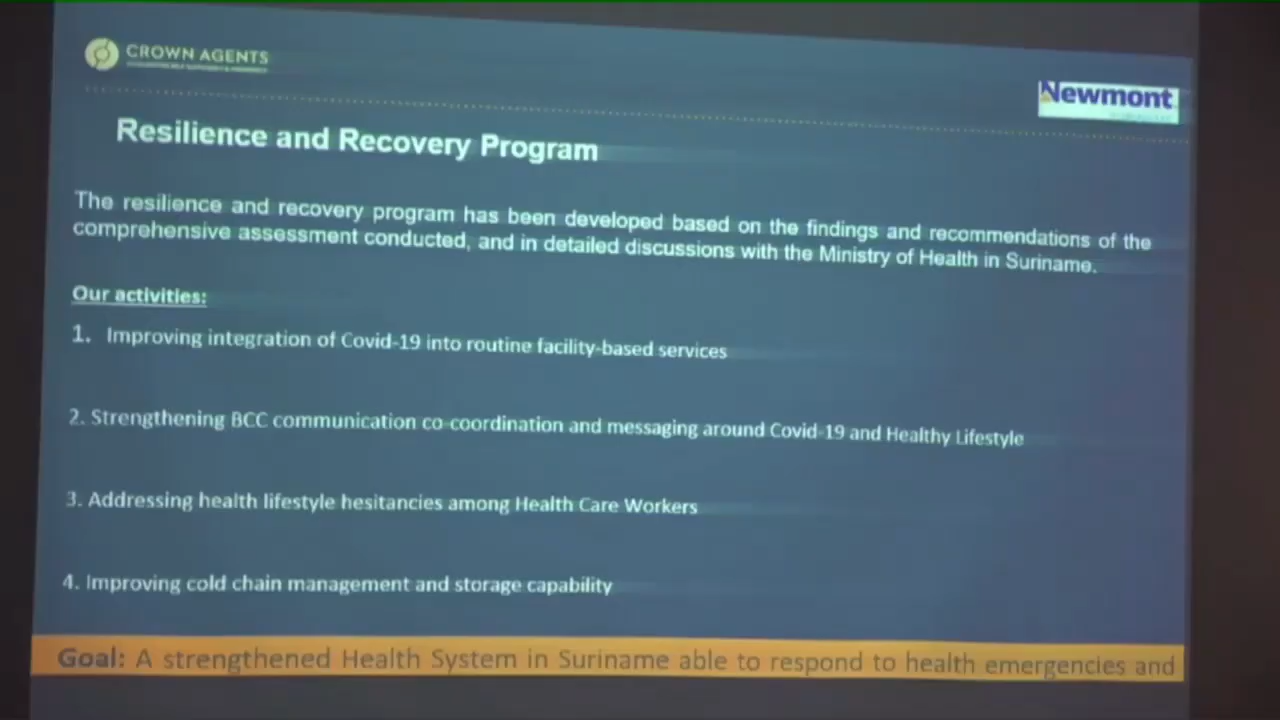 CROWN AGENTS
Newmont
Resilience and Recovery Program
The resilience and recovery program has been developed based on the findings and recommendations of the
comprehensive assessment conducted, and in detailed discussions with the Ministry of Health in Suriname.
Our activities:
1. Improving integration of Covid-19 into routine facility-based services
2. Strengthening BCC communication co-coordination and messaging around Covid-19 and Healthy Lifestyle
3. Addressing health lifestyle hesitancies among Health Care Workers
4. Improving cold chain management and storage capability
Goal: A strengthened Health System in Suriname able to respond to health emergencies and